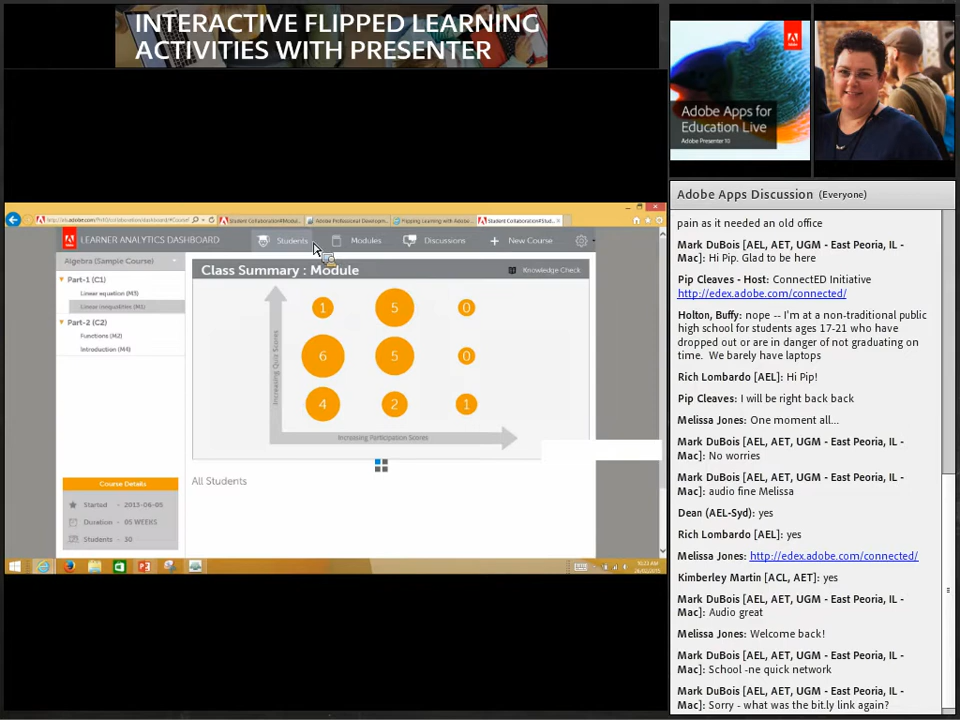 INTERACTIVE FLIPPED LEARNING
ACTIVITIES WITH PRESENTER
Adobe Apps for
Education Live
Adobe Presenter 10
Adobe Apps Discussion (Everyone)
pain as it needed an old office
Mark DuBois [AEL, AET, UGM - East Peoria, IL -
Mac]: Hi Pip. Glad to be here
Pip Cleaves - Host: ConnectED Initiative
http://edex.adobe.com/connected/
Holton, Buffy: nope -- I'm at a non-traditional public
high school for students ages 17-21 who have
dropped out or are in danger of not graduating on
time. We barely have laptops
Rich Lombardo [AEL]: Hi Pip!
Pip Cleaves: I will be right back back
Melissa Jones: One moment all...
Mark DuBois [AEL, AET, UGM - East Peoria, IL -
Mac]: No worries
Mark DuBois [AEL, AET, UGM - East Peoria, IL -
Mac]: audio fine Melissa
Dean (AEL-Syd): yes
Rich Lombardo [AEL]: yes
Melissa Jones: http://edex.adobe.com/connected/
Kimberley Martin [ACL, AET]: yes
Mark DuBois [AEL, AET, UGM - East Peoria, IL -
Mac]: Audio great
Melissa Jones: Welcome back!
Mark DuBois [AEL, AET, UGM - East Peoria, IL -
Mac]: School -ne quick network
Mark DuBois [AEL, AET, UGM - East Peoria, IL -
Mac]: Sorry - what was the bit.ly link again?
LEARNER ANALYTICS DASHBOARD
Students
Modules
Discussions
+ New Course
Algebra (Sample Course)
Part-1 (C1)
Linear equation (M3)
Linear inequalities (M1)
Part-2 (C2)
Functions (M2)
Introduction (M4)
Class Summary : Module
Knowledge Check
1 5 0
6 5 0
4 2 1
Increasing Quiz Scores
Increasing Participation Scores
All Students
Course Details
Started - 2013-06-05
Duration - 05 WEEKS
Students - 30